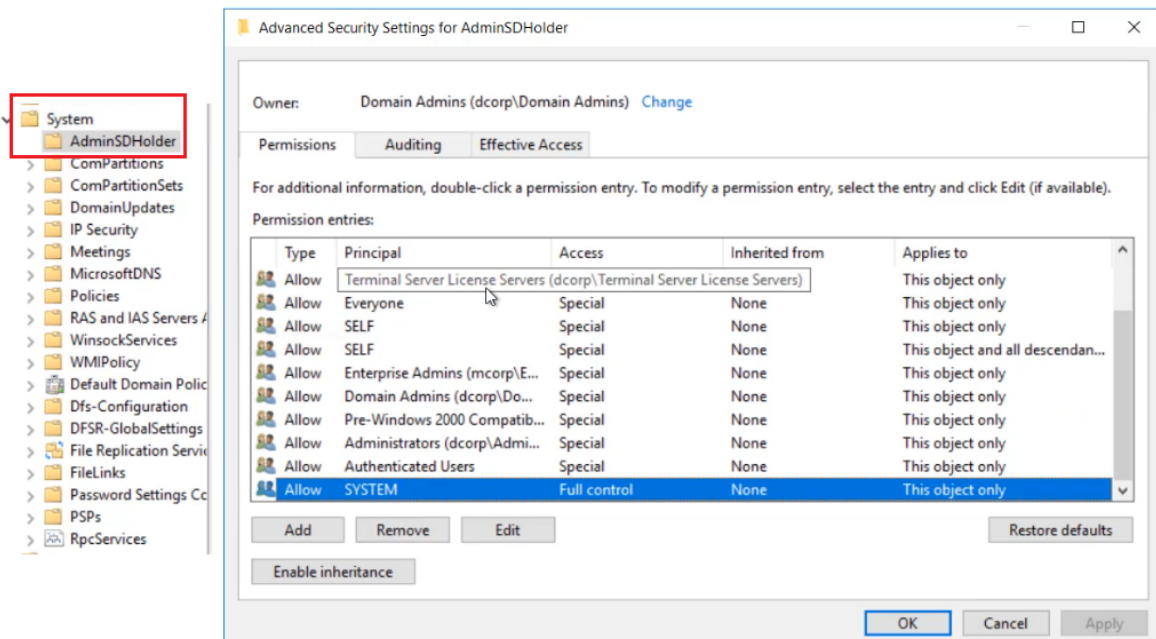 System
AdminSDHolder
ComPartitions
ComPartitionSets
DomainUpdates
IP Security
Meetings
MicrosoftDNS
Policies
RAS and IAS Servers A
WinsockServices
WMIPolicy
Default Domain Polic
Dfs-Configuration
DFSR-GlobalSettings
File Replication Servic
FileLinks
Password Settings Co
PSPs
RpcServices
Advanced Security Settings for AdminSDHolder
Owner: Domain Admins (dcorp\Domain Admins) Change
Permissions Auditing Effective Access
For additional information, double-click a permission entry. To modify a permission entry, select the entry and click Edit (if available).
Permission entries:
Type Principal Access Inherited from Applies to
Allow Terminal Server License Servers (dcorp\Terminal Server License Servers) This object only
Allow Everyone Special None This object only
Allow SELF Special None This object only
Allow SELF Special None This object and all descendan...
Allow Enterprise Admins (mcorp\E... Special None This object only
Allow Domain Admins (dcorp\Do... Special None This object only
Allow Pre-Windows 2000 Compatib... Special None This object only
Allow Administrators (dcorp\Admi... Special None This object only
Allow Authenticated Users Special None This object only
Allow SYSTEM Full control None This object only
Add Remove Edit Restore defaults
Enable inheritance
OK Cancel Apply